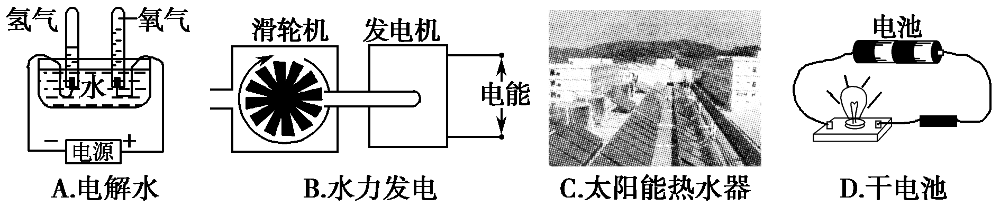 氢气
氧气
水
−
+
电源
A.电解水
滑轮机
发电机
电能
B.水力发电
C.太阳能热水器
电池
D.干电池